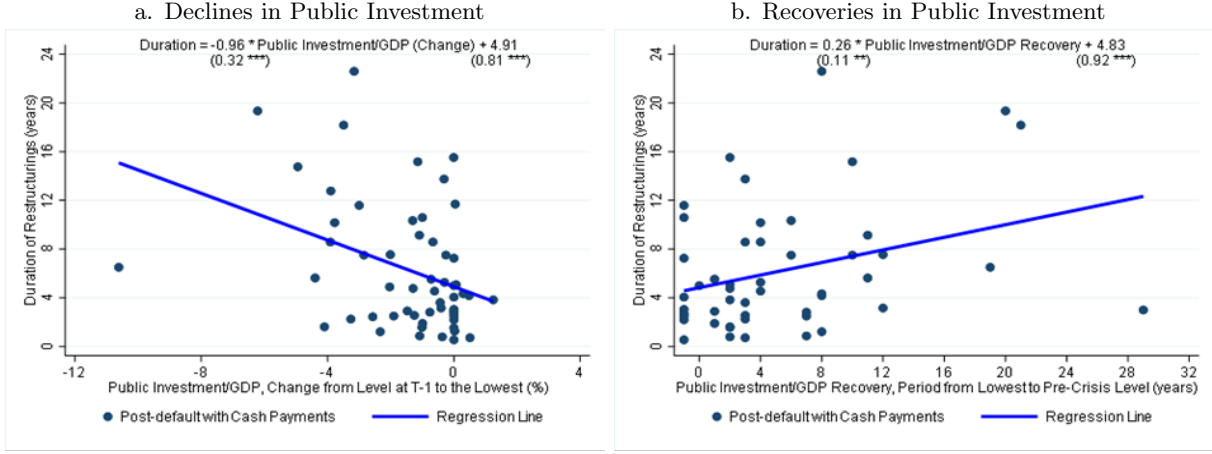 a. Declines in Public Investment
Duration = -0.96 * Public Investment/GDP (Change) + 4.91
(0.32 ***) (0.81 ***)
Duration of Restructurings (years)
24
20
16
12
8
4
0
-12 -8 -4 0 4
Public Investment/GDP, Change from Level at T-1 to the Lowest (%)
Post-default with Cash Payments Regression Line
b. Recoveries in Public Investment
Duration = 0.26 * Public Investment/GDP Recovery + 4.83
(0.11 **) (0.92 ***)
Duration of Restructurings (years)
24
20
16
12
8
4
0
0 4 8 12 16 20 24 28 32
Public Investment/GDP Recovery, Period from Lowest to Pre-Crisis Level (years)
Post-default with Cash Payments Regression Line